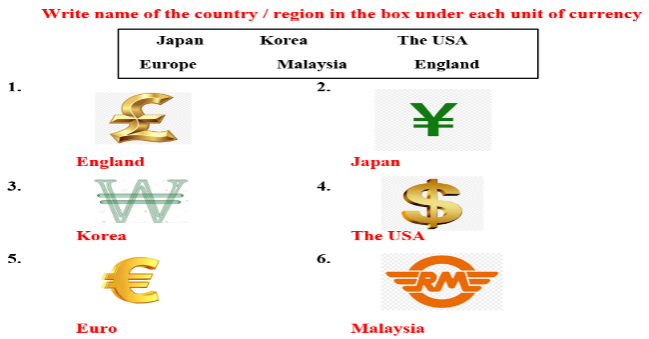 Write name of the country / region in the box under each unit of currency
Japan Korea The USA
Europe Malaysia England
1. £ 2. ¥
England Japan
3. ₩ 4. $
Korea The USA
5. € 6. RM
Euro Malaysia